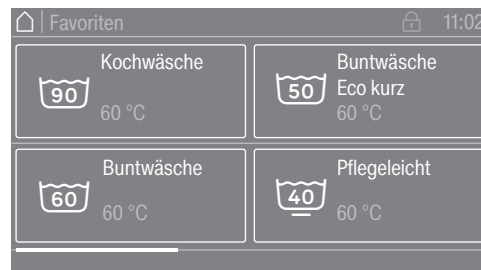 Favoriten 11:02
Kochwäsche
90
60 °C
Buntwäsche
50 Eco kurz
60 °C
Buntwäsche
60
60 °C
Pflegeleicht
40
60 °C